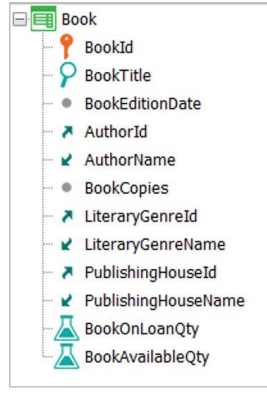 Book
BookId
BookTitle
BookEditionDate
AuthorId
AuthorName
BookCopies
LiteraryGenreId
LiteraryGenreName
PublishingHouseId
PublishingHouseName
BookOnLoanQty
BookAvailableQty